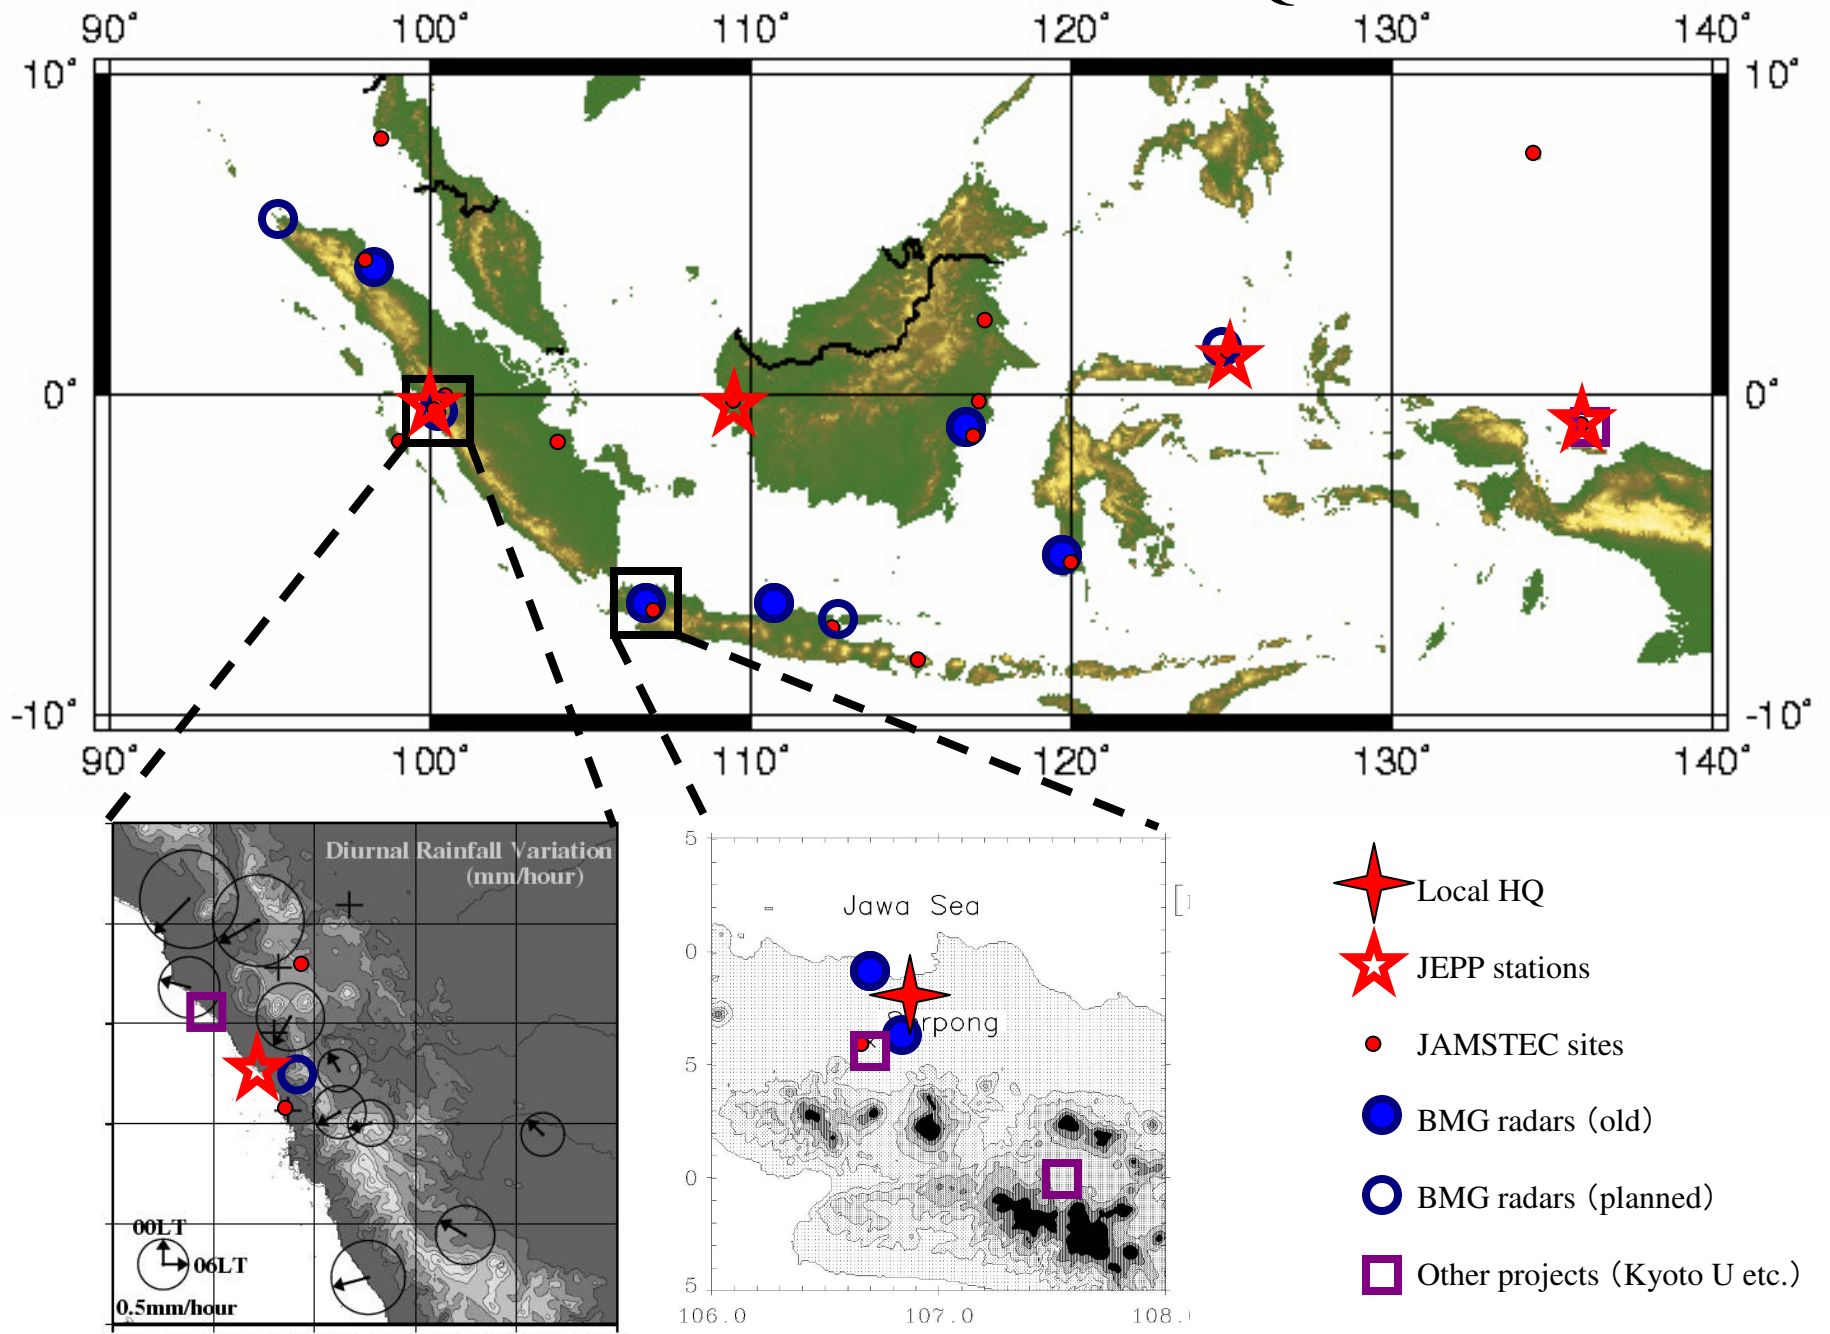 90° 100° 110° 120° 130° 140°
10° 10°
0° 0°
-10° -10°
90° 100° 110° 120° 130° 140°
Diurnal Rainfall Variation
(mm/hour)
00LT
06LT
0.5mm/hour
5
Jawa Sea
0
Serpong
5
0
5
106.0 107.0 108.
Local HQ
JEPP stations
JAMSTEC sites
BMG radars (old)
BMG radars (planned)
Other projects (Kyoto U etc.)